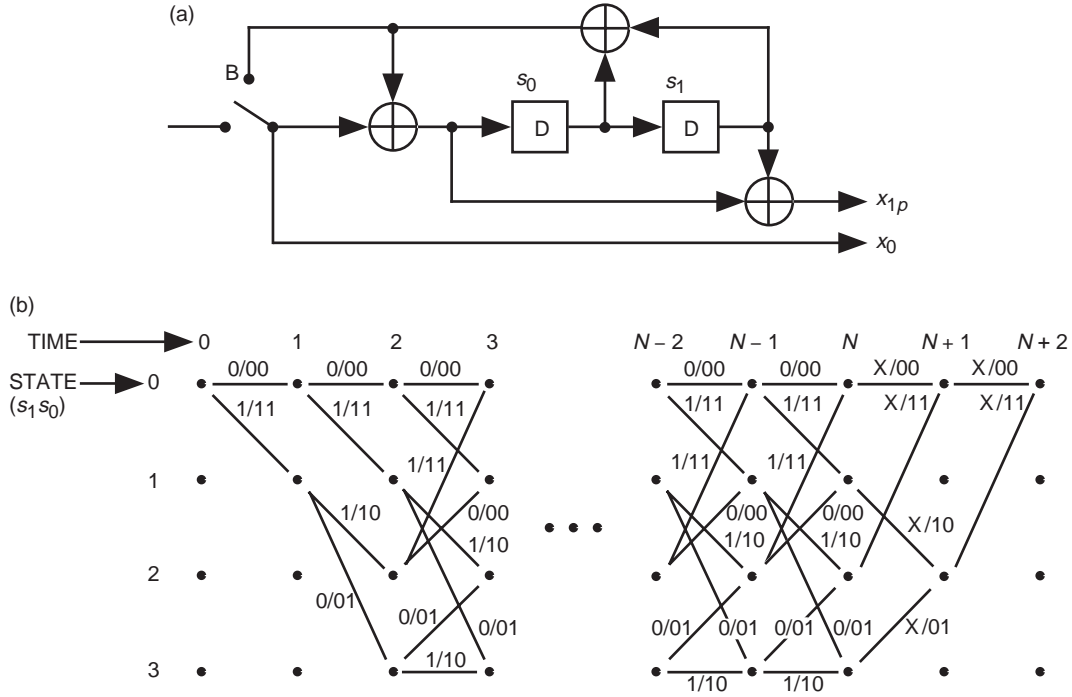 (a)
B
s0
s1
D
D
x1p
x0
(b)
TIME 0 1 2 3 N – 2 N – 1 N N + 1 N + 2
STATE 0
(s1s0)
0/00 0/00 0/00 0/00 0/00 X/00 X/00
1/11 1/11 1/11 1/11 1/11 X/11 X/11
1/11 1/11 1/11
1
1/10 0/00 0/00 0/00 X/10
1/10 1/10 1/10
2
0/01 0/01 0/01 0/01 0/01 0/01 0/01 X/01
1/10 1/10 1/10
3